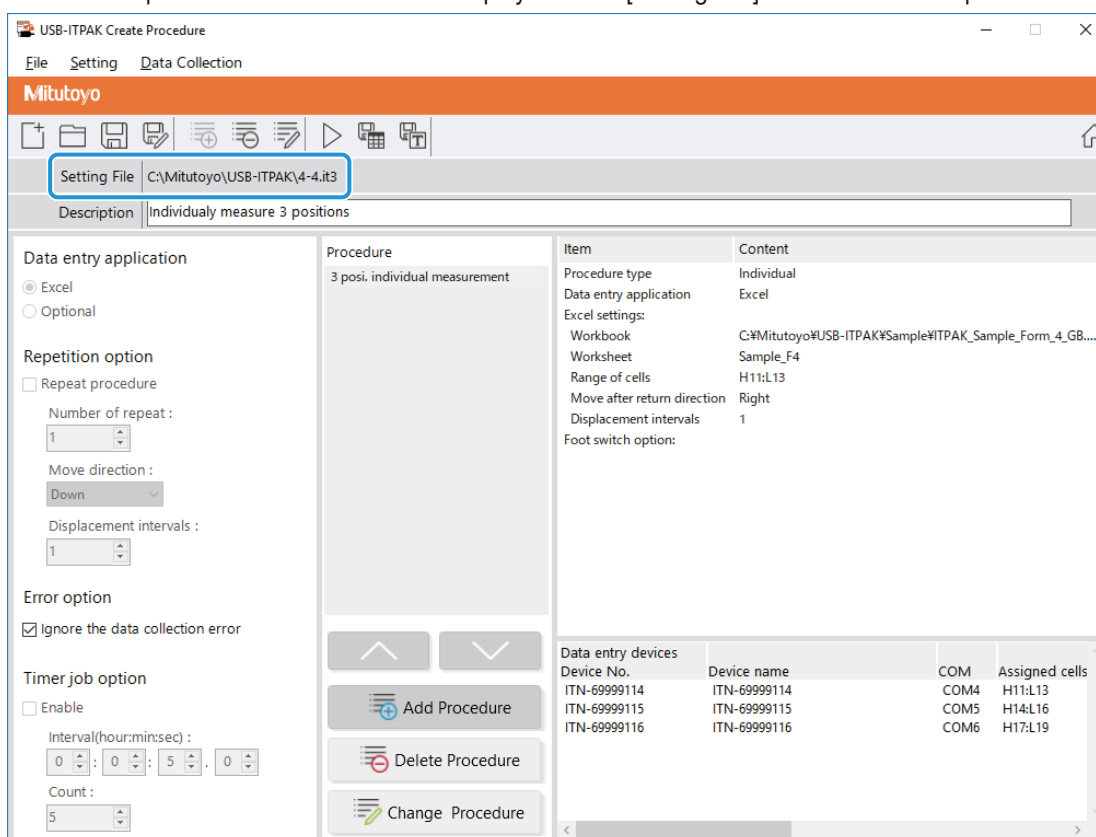 USB-ITPAK Create Procedure
File Setting Data Collection
Mitutoyo
Setting File C:\Mitutoyo\USB-ITPAK\4-4.it3
Description Individualy measure 3 positions
Data entry application
Excel
Optional
Repetition option
Repeat procedure
Number of repeat :
1
Move direction :
Down
Displacement intervals :
1
Error option
Ignore the data collection error
Timer job option
Enable
Interval(hour:min:sec) :
0 : 0 : 5 . 0
Count :
5
Procedure
3 posi. individual measurement
Add Procedure
Delete Procedure
Change Procedure
Item Content
Procedure type Individual
Data entry application Excel
Excel settings:
Workbook C:¥Mitutoyo¥USB-ITPAK¥Sample¥ITPAK_Sample_Form_4_GB....
Worksheet Sample_F4
Range of cells H11:L13
Move after return direction Right
Displacement intervals 1
Foot switch option:
Data entry devices
Device No. Device name COM Assigned cells
ITN-69999114 ITN-69999114 COM4 H11:L13
ITN-69999115 ITN-69999115 COM5 H14:L16
ITN-69999116 ITN-69999116 COM6 H17:L19